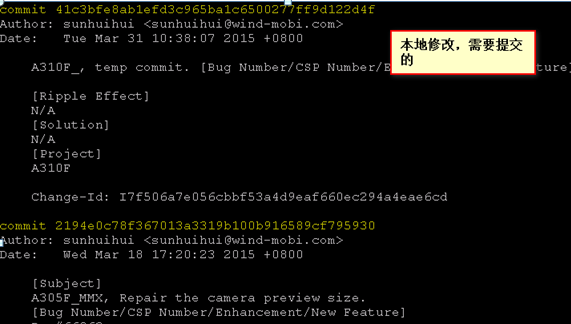 commit 41c3bfe8ab1efd3c965ba1c6500277ff9d122d4f
Author: sunhuihui <sunhuihui@wind-mobi.com>
Date:   Tue Mar 31 10:38:07 2015 +0800
本地修改，需要提交
的
A310F_, temp commit. [Bug Number/CSP Number/E
[Ripple Effect]
N/A
[Solution]
N/A
[Project]
A310F
Change-Id: I7f506a7e056cbbf53a4d9eaf660ec294a4eae6cd
commit 2194e0c78f367013a3319b100b916589cf795930
Author: sunhuihui <sunhuihui@wind-mobi.com>
Date:   Wed Mar 18 17:20:23 2015 +0800
[Subject]
A305F_MMX, Repair the camera preview size.
[Bug Number/CSP Number/Enhancement/New Feature]